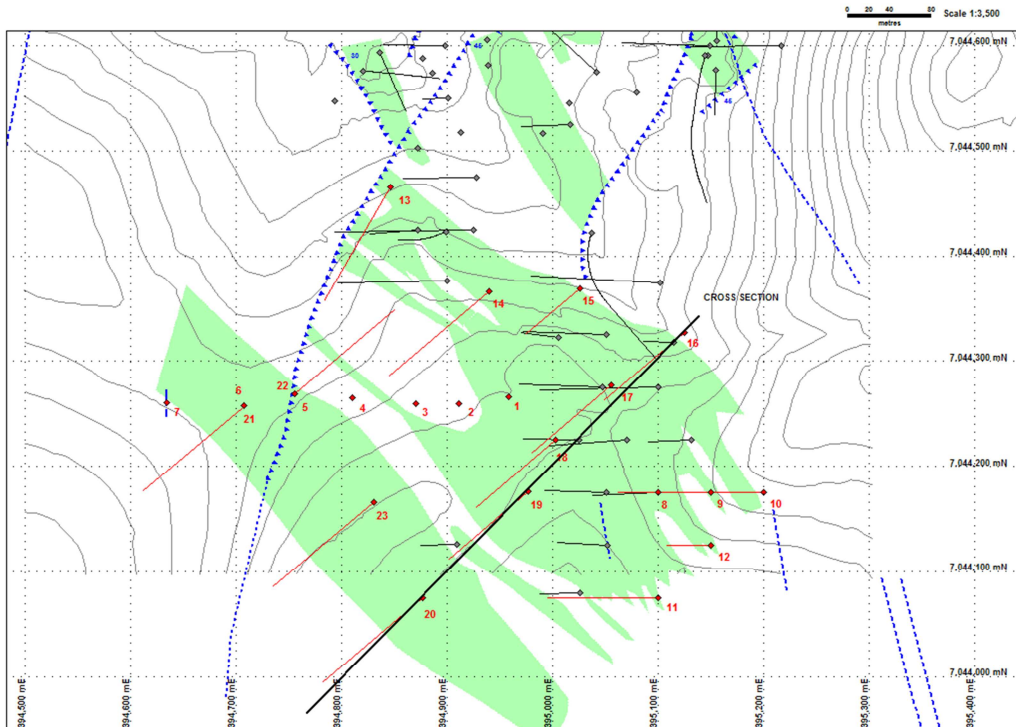 0 20 40 80
metres
Scale 1:3,500
7,044,600 mN
30
45
45
7,044,500 mN
13
7,044,400 mN
14
15
CROSS SECTION
16
7,044,300 mN
22
6
5
4
3
2
1
17
7
21
18
7,044,200 mN
23
19
8
9
10
12
7,044,100 mN
20
11
7,044,000 mN
394,500 mE
394,600 mE
394,700 mE
394,800 mE
394,900 mE
395,000 mE
395,100 mE
395,200 mE
395,300 mE
395,400 mE